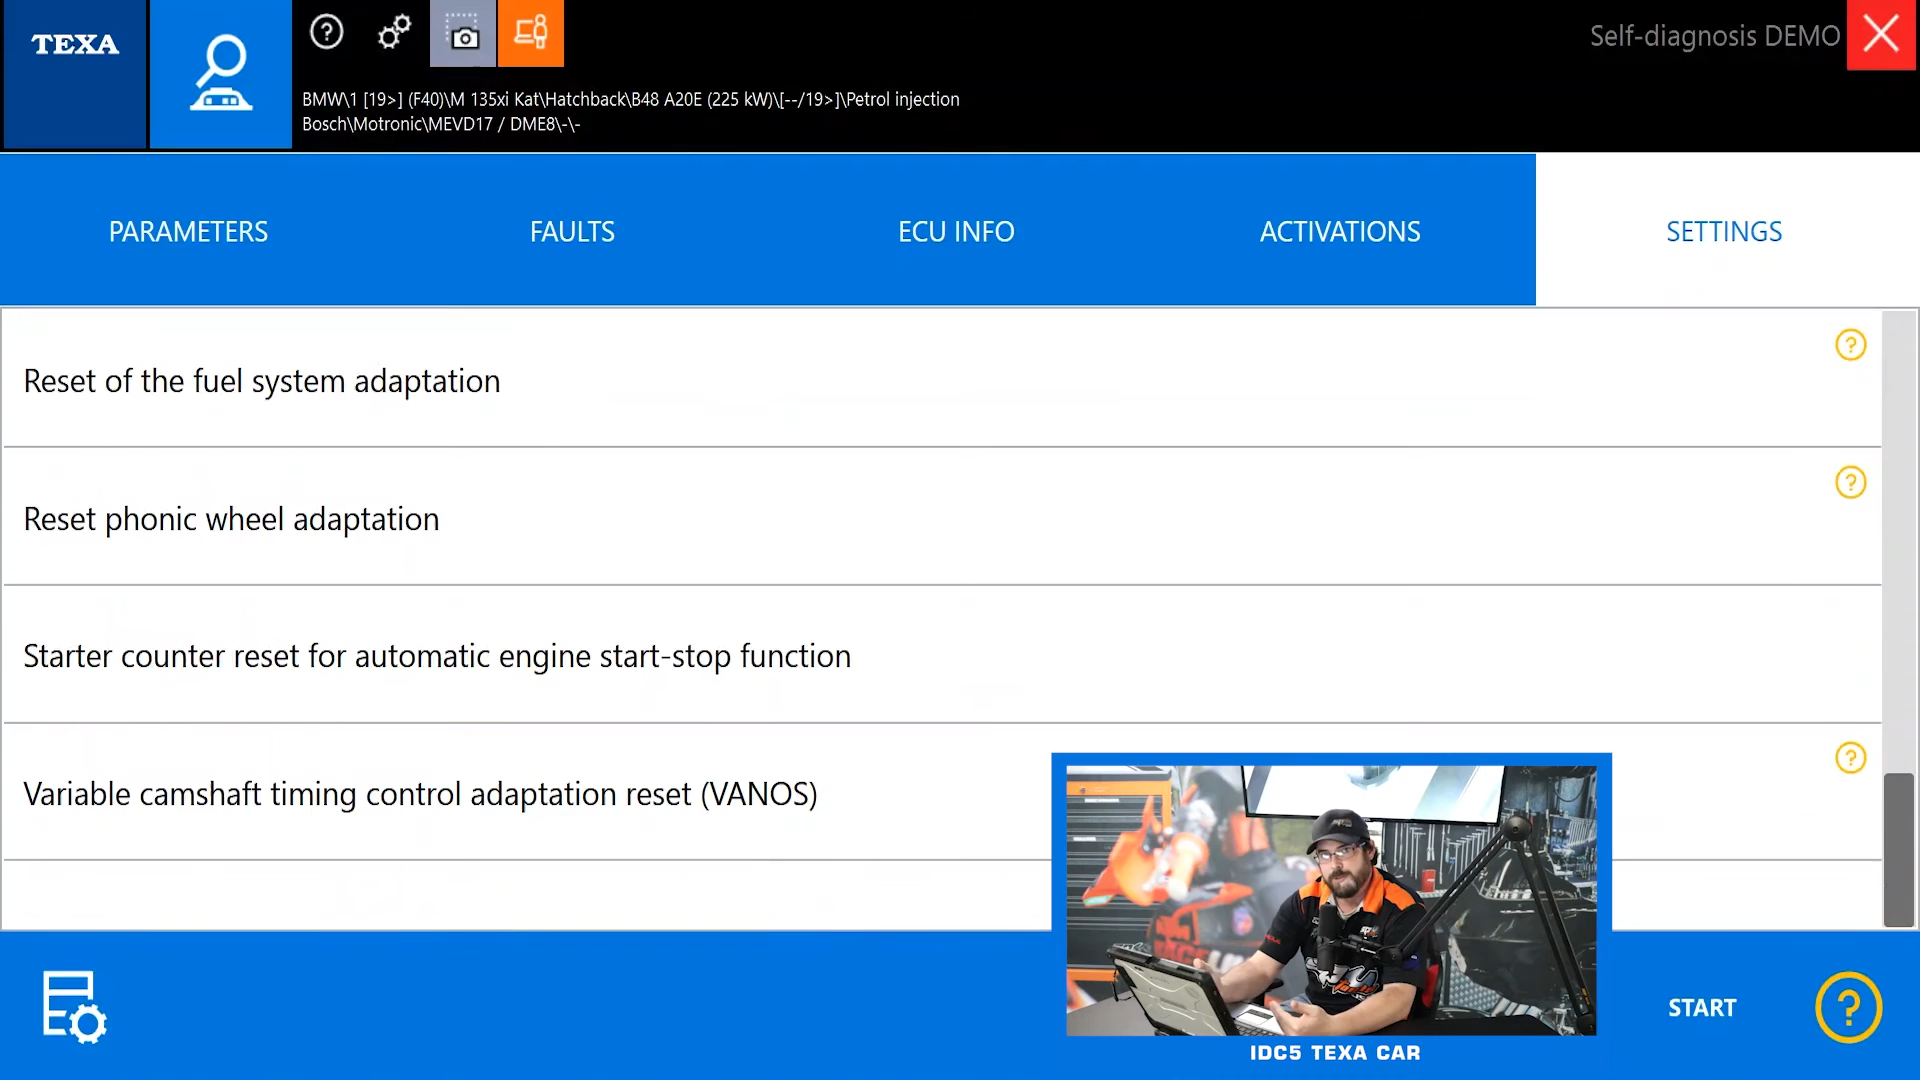 TEXA
Self-diagnosis DEMO
BMW\1 [19>] (F40)\M 135xi Kat\Hatchback\B48 A20E (225 kW)\[--/19>]\Petrol injection
Bosch\Motronic\MEVD17 / DME8\-\-
PARAMETERS
FAULTS
ECU INFO
ACTIVATIONS
SETTINGS
Reset of the fuel system adaptation
Reset phonic wheel adaptation
Starter counter reset for automatic engine start-stop function
Variable camshaft timing control adaptation reset (VANOS)
START
IDC5 TEXA CAR